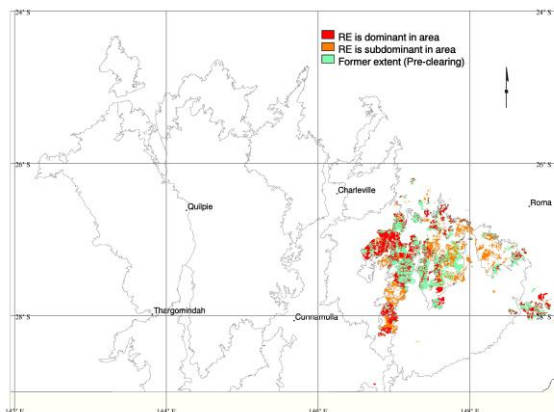 24° S
24° S
RE is dominant in area
RE is subdominant in area
Former extent (Pre-clearing)
26° S
26° S
Charleville
Quilpie
Roma
Thargomindah
Cunnamulla
28° S
28° S
144° E